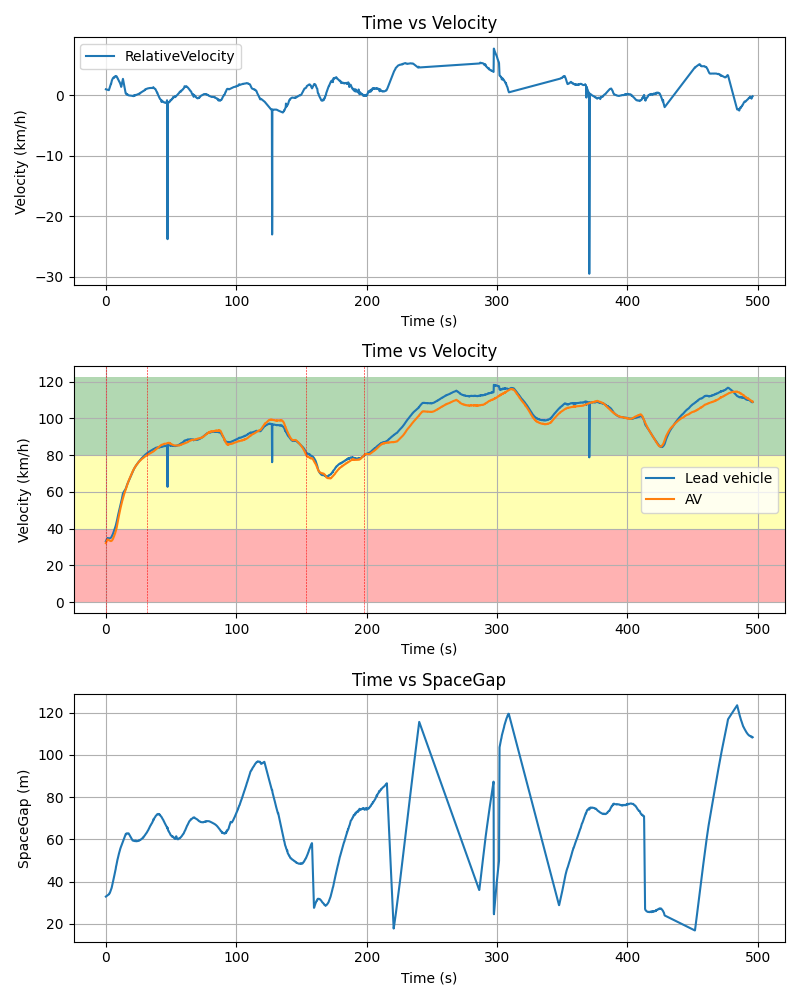 Time vs Velocity
RelativeVelocity
0
−10
−20
−30
Velocity (km/h)
0 100 200 300 400 500
Time (s)
Time vs Velocity
120
100
80
60
40
20
0
Velocity (km/h)
Lead vehicle
AV
0 100 200 300 400 500
Time (s)
Time vs SpaceGap
120
100
80
60
40
20
SpaceGap (m)
0 100 200 300 400 500
Time (s)